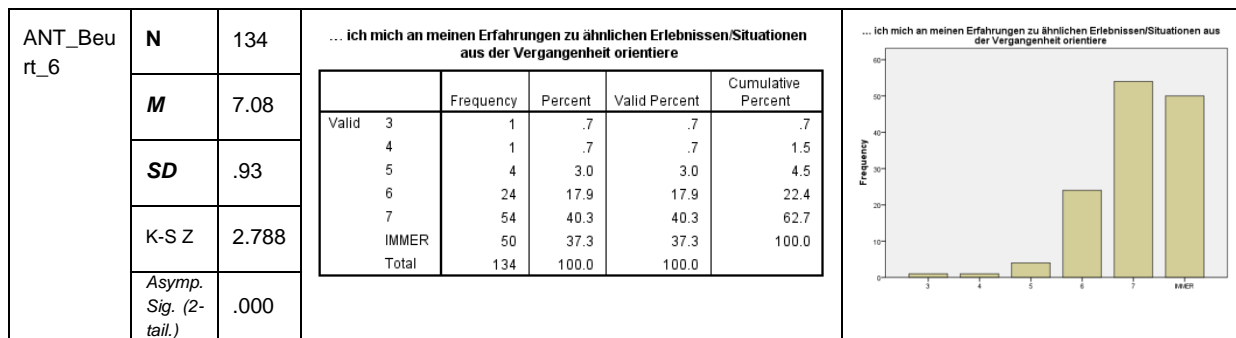 ANT_Beu
rt_6
N 134
M 7.08
SD .93
K-S Z 2.788
Asymp.
Sig. (2-
tail.) .000
… ich mich an meinen Erfahrungen zu ähnlichen Erlebnissen/Situationen
aus der Vergangenheit orientiere
Frequency Percent Valid Percent Cumulative
Percent
Valid 3 1 .7 .7 .7
4 1 .7 .7 1.5
5 4 3.0 3.0 4.5
6 24 17.9 17.9 22.4
7 54 40.3 40.3 62.7
IMMER 50 37.3 37.3 100.0
Total 134 100.0 100.0
… ich mich an meinen Erfahrungen zu ähnlichen Erlebnissen/Situationen aus
der Vergangenheit orientiere
Frequency
60
50
40
30
20
10
0
3 4 5 6 7 IMMER